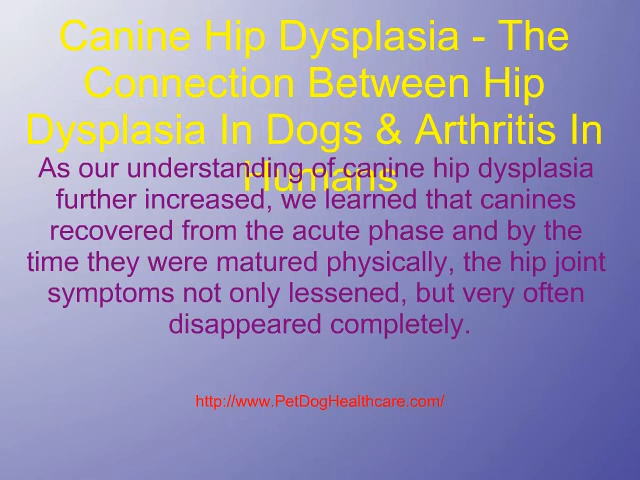 Canine Hip Dysplasia - The
Connection Between Hip
Dysplasia In Dogs & Arthritis In
Humans
As our understanding of canine hip dysplasia
further increased, we learned that canines
recovered from the acute phase and by the
time they were matured physically, the hip joint
symptoms not only lessened, but very often
disappeared completely.
http://www.PetDogHealthcare.com/